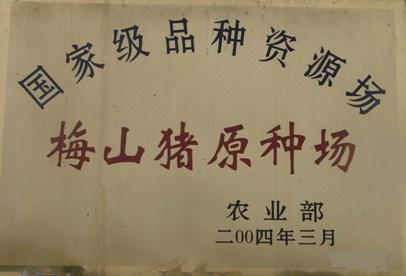 国家级品种资源场
梅山猪原种场
农业部
二00四年三月